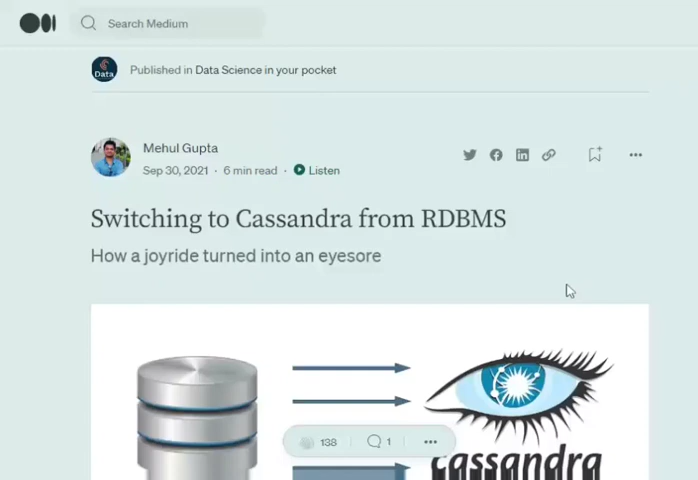 Search Medium
Data
Published in Data Science in your pocket
Mehul Gupta
Sep 30, 2021 · 6 min read · Listen
Switching to Cassandra from RDBMS
How a joyride turned into an eyesore
138
1
cassandra